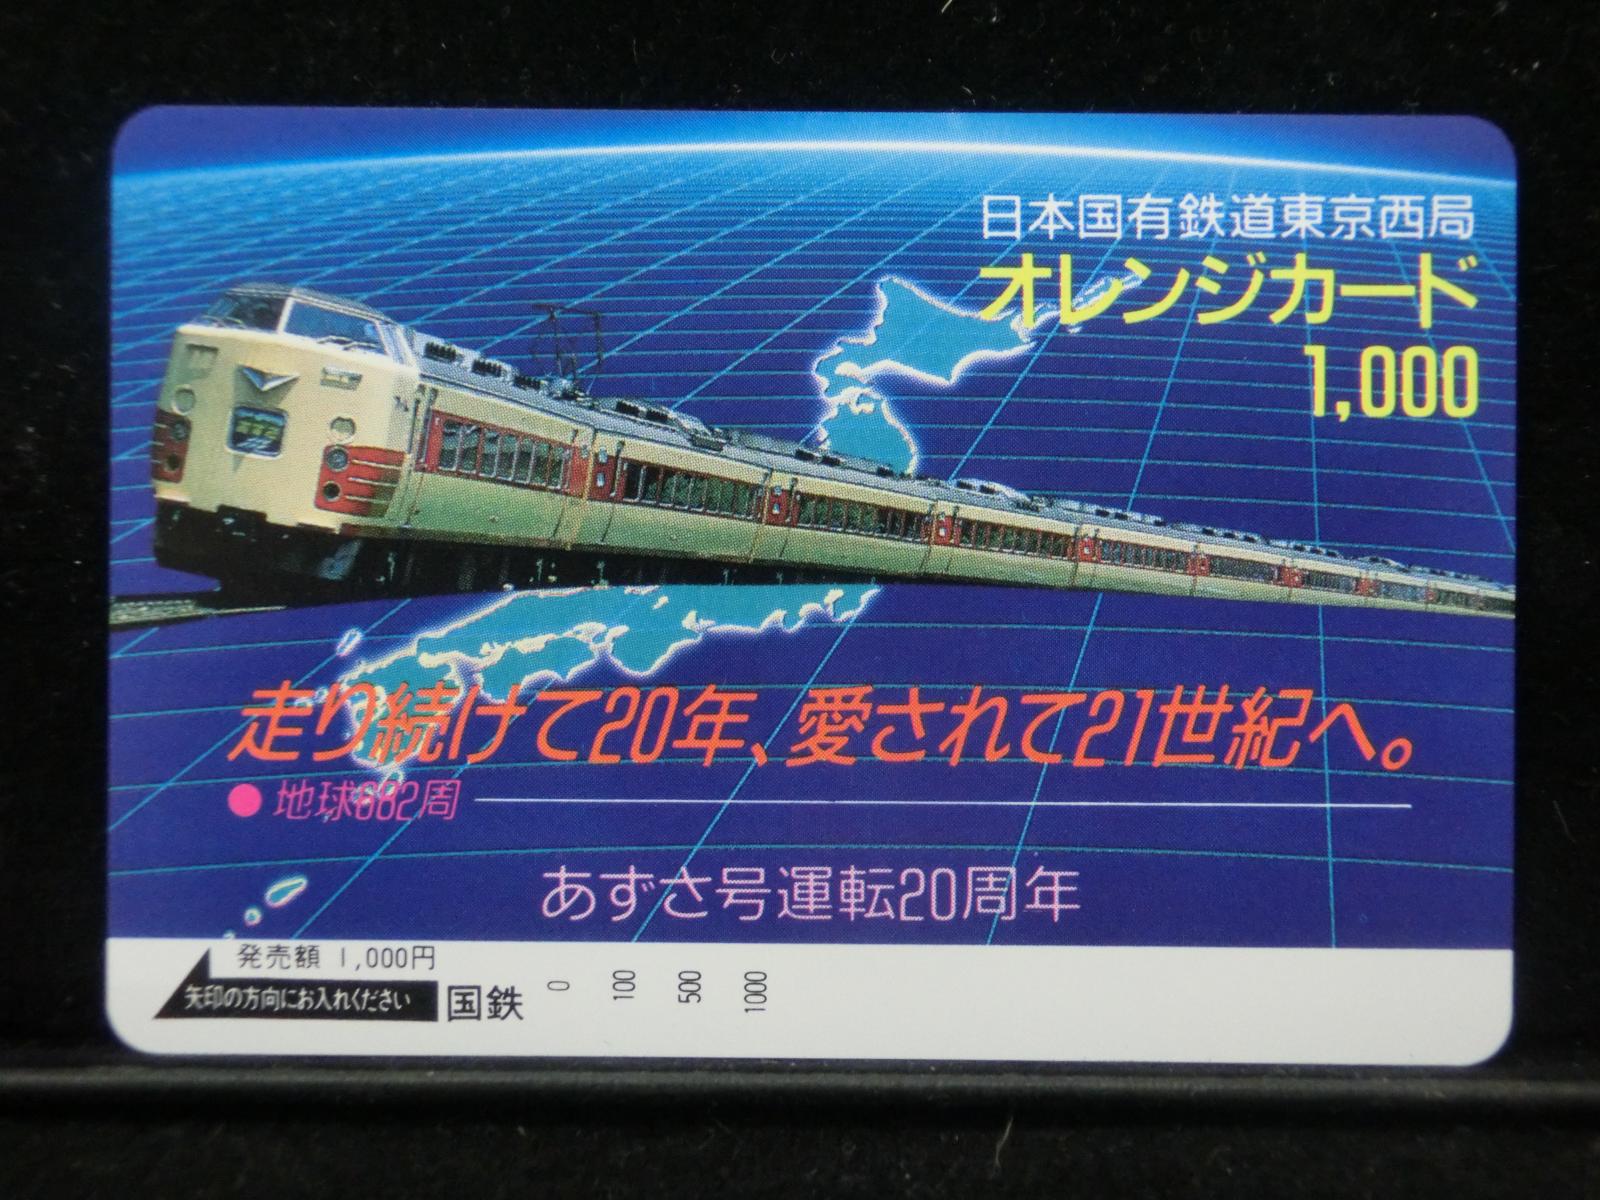 日本国有鉄道東京西局
オレンジカード
1,000
あずさ
走り続けて20年、愛されて21世紀へ。
●地球682周
あずさ号運転20周年
発売額 1,000円
矢印の方向にお入れください 国鉄 0 100 500 1000